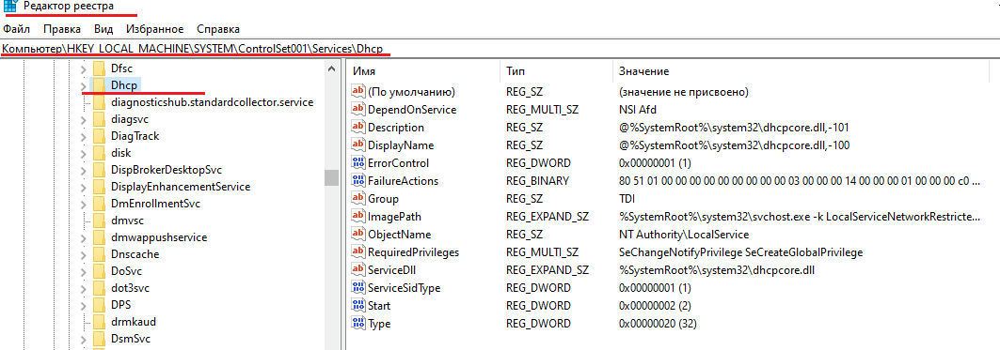 Редактор реестра
Файл Правка Вид Избранное Справка
Компьютер\HKEY_LOCAL_MACHINE\SYSTEM\ControlSet001\Services\Dhcp
Dfsc
Dhcp
diagnosticshub.standardcollector.service
diagsvc
DiagTrack
disk
DispBrokerDesktopSvc
DisplayEnhancementService
DmEnrollmentSvc
dmvsc
dmwappushservice
Dnscache
DoSvc
dot3svc
DPS
drmkaud
DsmSvc
Имя Тип Значение
(По умолчанию) REG_SZ (значение не присвоено)
DependOnService REG_MULTI_SZ NSI Afd
Description REG_SZ @%SystemRoot%\system32\dhcpcore.dll,-101
DisplayName REG_SZ @%SystemRoot%\system32\dhcpcore.dll,-100
ErrorControl REG_DWORD 0x00000001 (1)
FailureActions REG_BINARY 80 51 01 00 00 00 00 00 00 00 00 00 03 00 00 00 14 00 00 00 01 00 00 00 c0 ...
Group REG_SZ TDI
ImagePath REG_EXPAND_SZ %SystemRoot%\system32\svchost.exe -k LocalServiceNetworkRestricte...
ObjectName REG_SZ NT Authority\LocalService
RequiredPrivileges REG_MULTI_SZ SeChangeNotifyPrivilege SeCreateGlobalPrivilege
ServiceDll REG_EXPAND_SZ %SystemRoot%\system32\dhcpcore.dll
ServiceSidType REG_DWORD 0x00000001 (1)
Start REG_DWORD 0x00000002 (2)
Type REG_DWORD 0x00000020 (32)